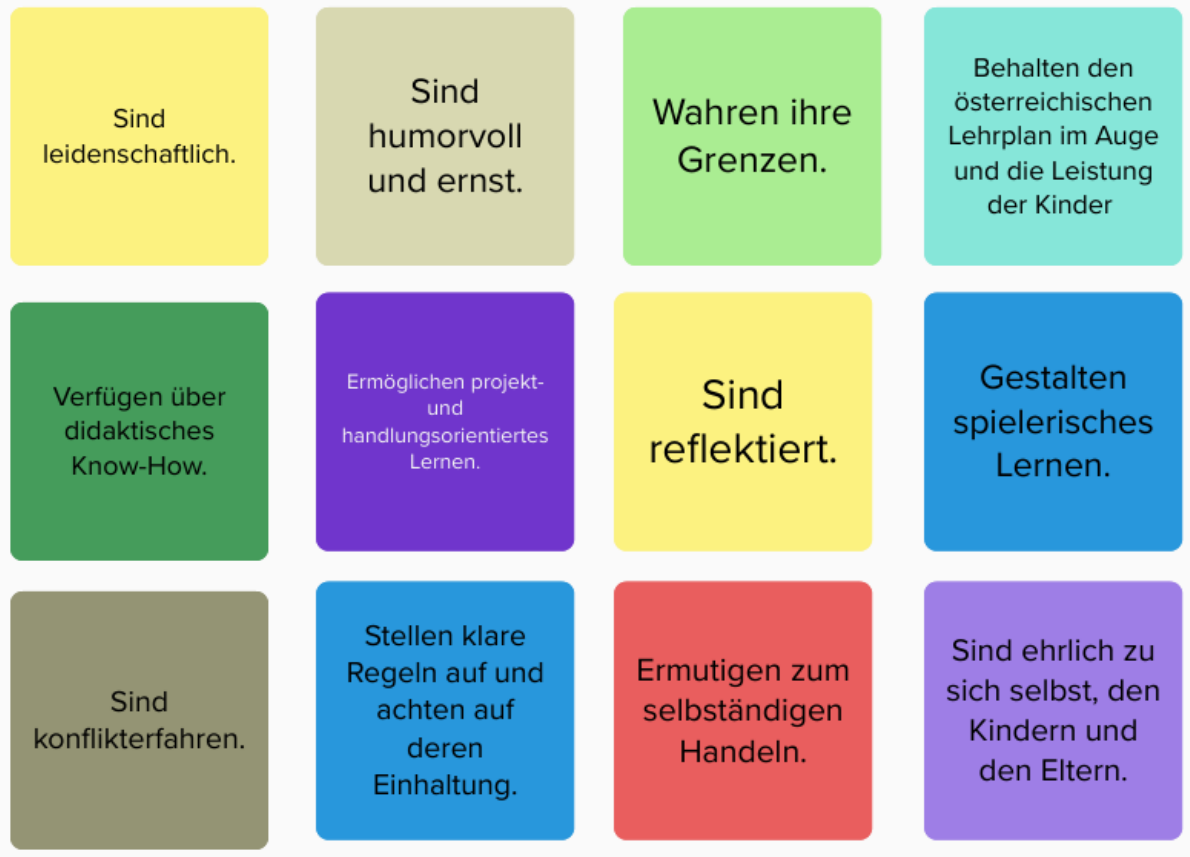 Sind
leidenschaftlich.
Sind
humorvoll
und ernst.
Wahren ihre
Grenzen.
Behalten den
österreichischen
Lehrplan im Auge
und die Leistung
der Kinder
Verfügen über
didaktisches
Know-How.
Ermöglichen projekt-
und
handlungsorientiertes
Lernen.
Sind
reflektiert.
Gestalten
spielerisches
Lernen.
Sind
konflikterfahren.
Stellen klare
Regeln auf und
achten auf
deren
Einhaltung.
Ermutigen zum
selbständigen
Handeln.
Sind ehrlich zu
sich selbst, den
Kindern und
den Eltern.